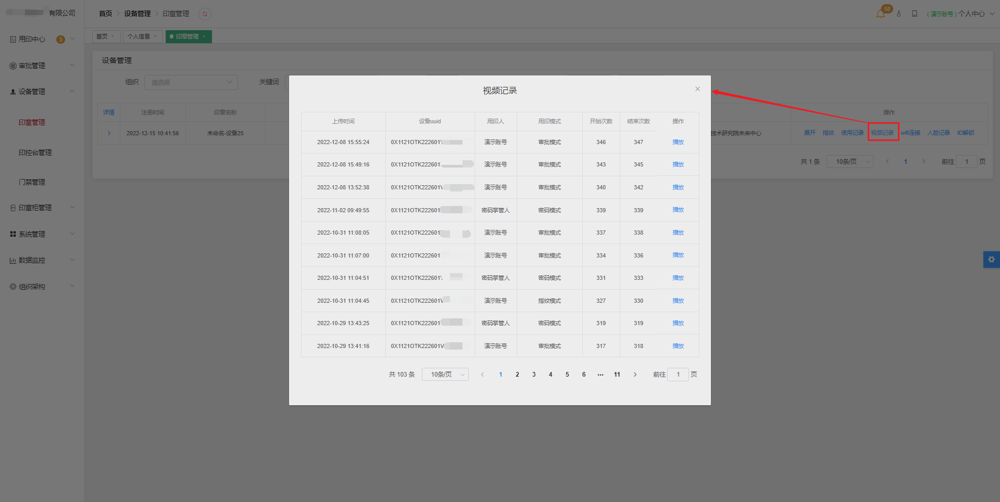 有限公司
首页 设备管理 印章管理
58
( 演示账号 ) 个人中心
首页 × 个人信息 × 印章管理 ×
用印中心 3
审批管理
设备管理
印章管理
印控台管理
门禁管理
印章柜管理
系统管理
数据监控
组织架构
设备管理
组织 请选择 关键词
详情 注册时间 印章名称 操作
2022-12-15 10:41:56 未命名-设备25 技术研究院未来中心 展开 指纹 使用记录 视频记录 wifi连接 人脸记录 ID解锁
共 1 条 10条/页 1 前往 1 页
视频记录
上传时间 设备uuid 用印人 用印模式 开始次数 结束次数 操作
2022-12-08 15:55:24 0X1121OTK222601 演示账号 审批模式 346 347 播放
2022-12-08 15:49:16 0X1121OTK222601 演示账号 审批模式 343 345 播放
2022-12-08 13:52:38 0X1121OTK222601 演示账号 审批模式 340 342 播放
2022-11-02 09:49:55 0X1121OTK222601 密码掌管人 密码模式 339 339 播放
2022-10-31 11:08:05 0X1121OTK222601 演示账号 审批模式 337 338 播放
2022-10-31 11:07:00 0X1121OTK222601 演示账号 审批模式 334 336 播放
2022-10-31 11:04:51 0X1121OTK222601 密码掌管人 密码模式 331 333 播放
2022-10-31 11:04:45 0X1121OTK222601 演示账号 指纹模式 327 330 播放
2022-10-29 13:43:25 0X1121OTK222601 密码掌管人 密码模式 319 319 播放
2022-10-29 13:41:16 0X1121OTK222601V 演示账号 审批模式 317 318 播放
共 103 条 10条/页 1 2 3 4 5 6 ··· 11 前往 1 页